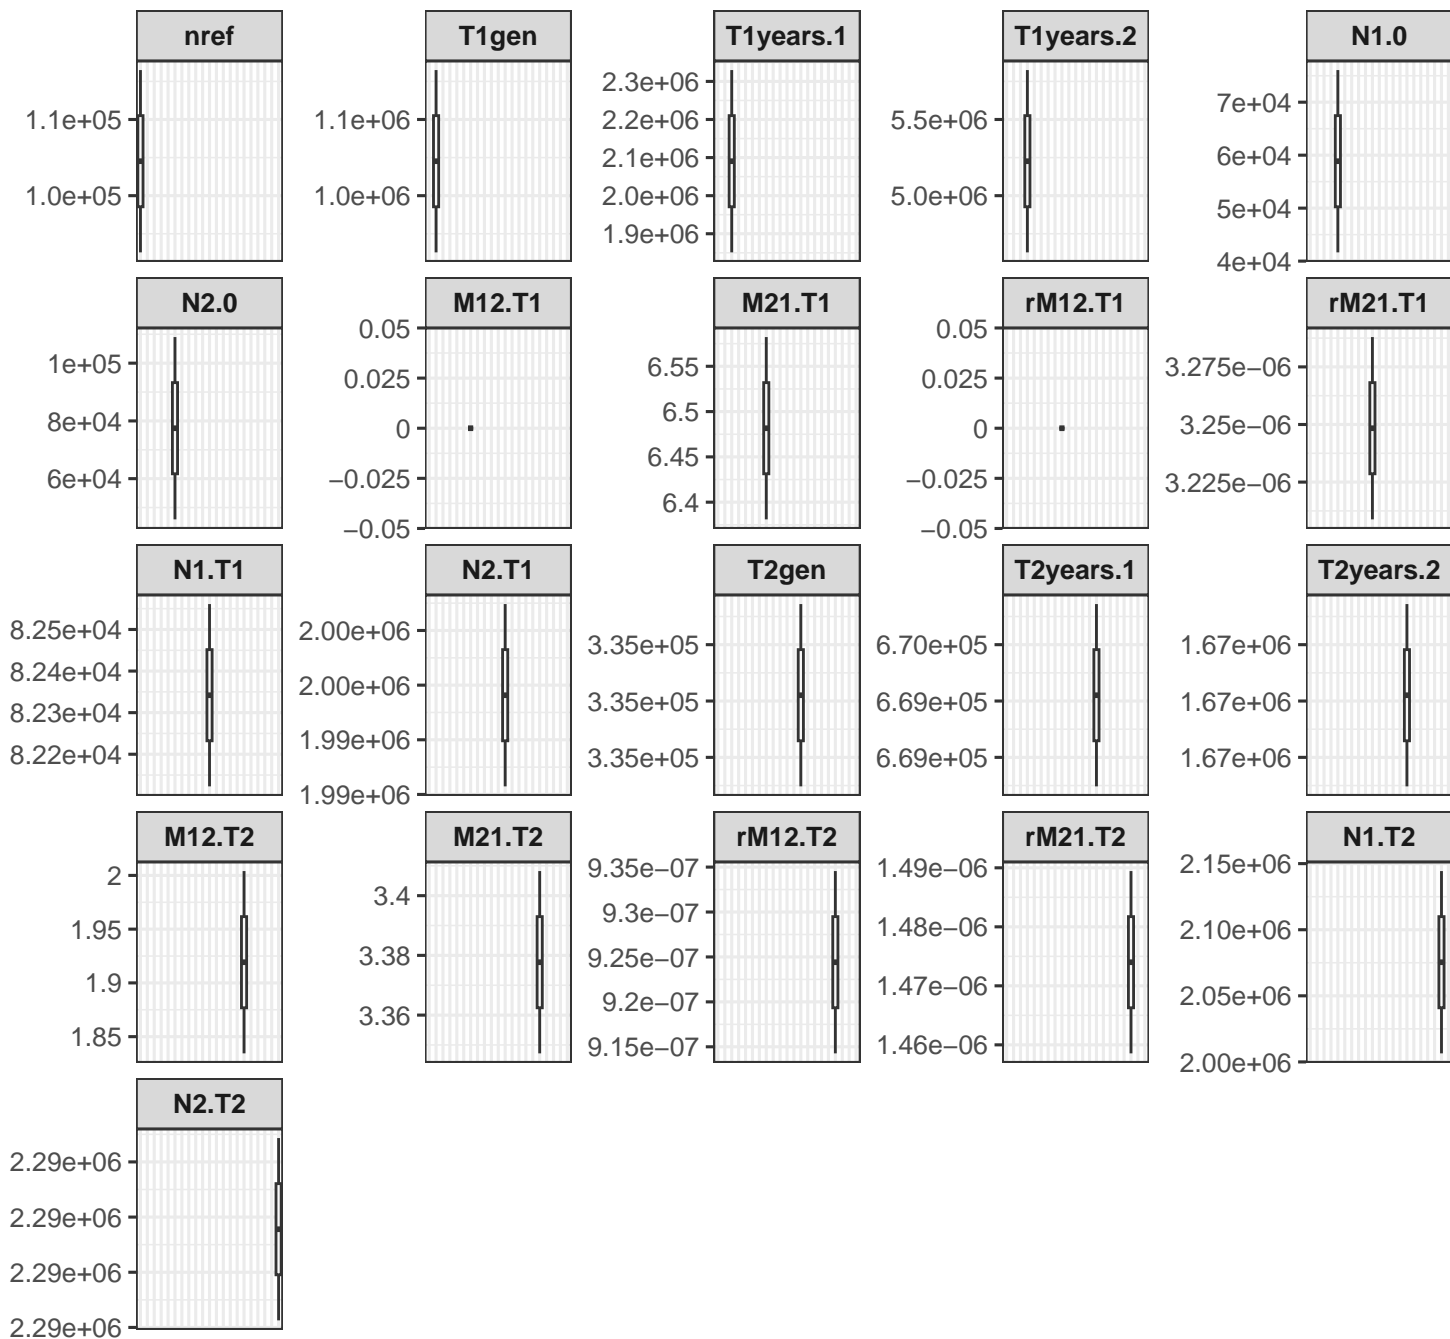 nref
T1gen
T1years.1
T1years.2
N1.0
1.1e+05
1.0e+05
1.1e+06
1.0e+06
2.3e+06
2.2e+06
2.1e+06
2.0e+06
1.9e+06
5.5e+06
5.0e+06
7e+04
6e+04
5e+04
4e+04
N2.0
M12.T1
M21.T1
rM12.T1
rM21.T1
1e+05
8e+04
6e+04
0.05
0.025
0
−0.025
−0.05
6.55
6.5
6.45
6.4
0.05
0.025
0
−0.025
−0.05
3.275e−06
3.25e−06
3.225e−06
N1.T1
N2.T1
T2gen
T2years.1
T2years.2
8.25e+04
8.24e+04
8.23e+04
8.22e+04
2.00e+06
2.00e+06
1.99e+06
1.99e+06
3.35e+05
3.35e+05
3.35e+05
6.70e+05
6.69e+05
6.69e+05
1.67e+06
1.67e+06
1.67e+06
M12.T2
M21.T2
rM12.T2
rM21.T2
N1.T2
2
1.95
1.9
1.85
3.4
3.38
3.36
9.35e−07
9.3e−07
9.25e−07
9.2e−07
9.15e−07
1.49e−06
1.48e−06
1.47e−06
1.46e−06
2.15e+06
2.10e+06
2.05e+06
2.00e+06
N2.T2
2.29e+06
2.29e+06
2.29e+06
2.29e+06